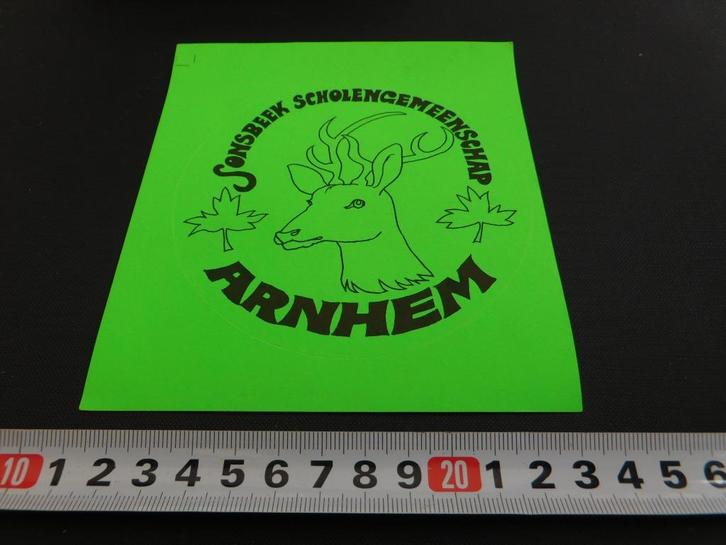 SONSBEEK SCHOLENGEMEENSCHAP
ARNHEM
10 1 2 3 4 5 6 7 8 9 20 1 2 3 4 5 6